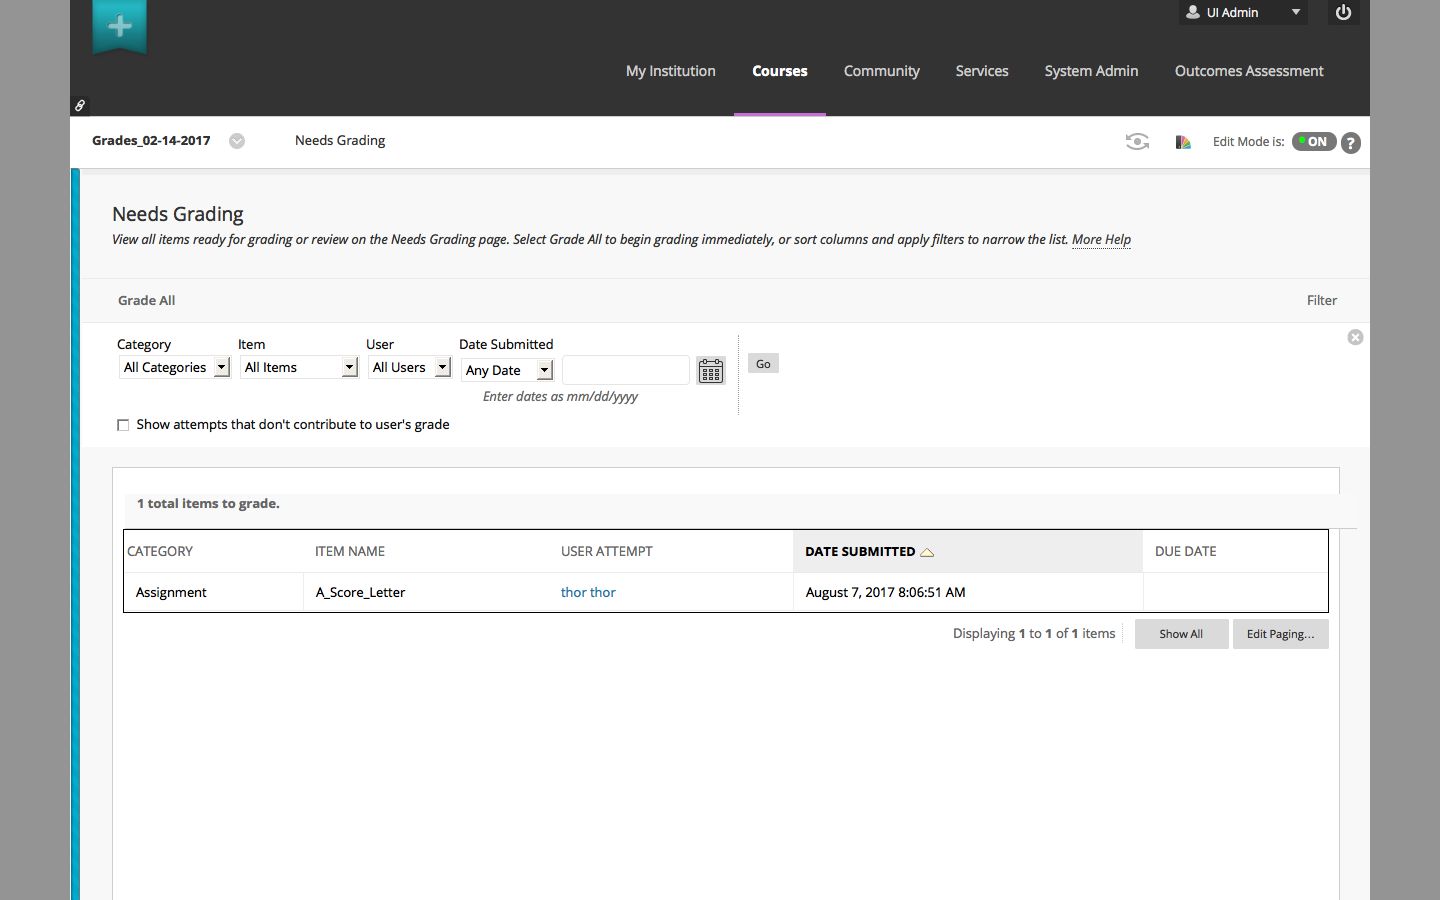 UI Admin
My Institution Courses Community Services System Admin Outcomes Assessment
Grades_02-14-2017 Needs Grading Edit Mode is: ON ?
Needs Grading
View all items ready for grading or review on the Needs Grading page. Select Grade All to begin grading immediately, or sort columns and apply filters to narrow the list. More Help
Grade All Filter
Category Item User Date Submitted
All Categories All Items All Users Any Date Go
Enter dates as mm/dd/yyyy
Show attempts that don't contribute to user's grade
1 total items to grade.
CATEGORY ITEM NAME USER ATTEMPT DATE SUBMITTED DUE DATE
Assignment A_Score_Letter thor thor August 7, 2017 8:06:51 AM
Displaying 1 to 1 of 1 items Show All Edit Paging...